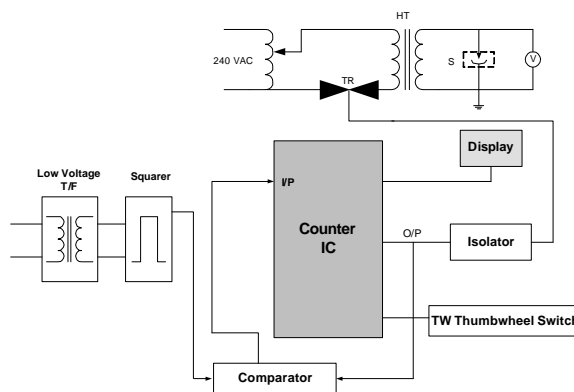 HT
240 VAC
TR
S
V
Display
Low Voltage
T/F
Squarer
I/P
Counter
IC
O/P
Isolator
TW Thumbwheel Switch
Comparator